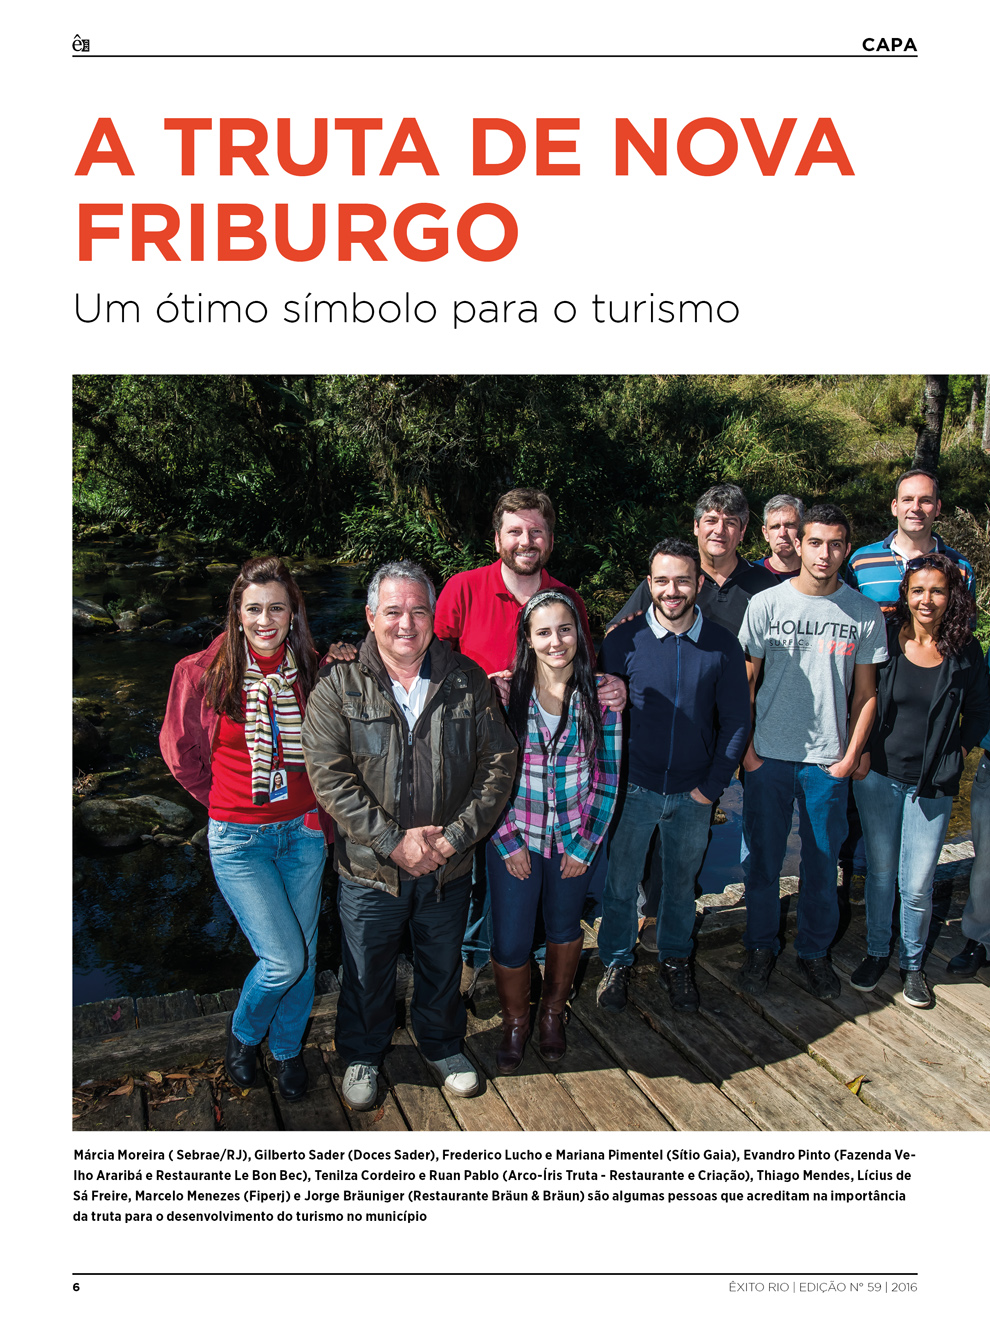 ê
CAPA
A TRUTA DE NOVA
FRIBURGO
Um ótimo símbolo para o turismo
HOLLISTER
SURF Co. 1922
Márcia Moreira ( Sebrae/RJ), Gilberto Sader (Doces Sader), Frederico Lucho e Mariana Pimentel (Sítio Gaia), Evandro Pinto (Fazenda Ve-
lho Araribá e Restaurante Le Bon Bec), Tenilza Cordeiro e Ruan Pablo (Arco-Íris Truta - Restaurante e Criação), Thiago Mendes, Lícius de
Sá Freire, Marcelo Menezes (Fiperj) e Jorge Bräuniger (Restaurante Bräun & Bräun) são algumas pessoas que acreditam na importância
da truta para o desenvolvimento do turismo no município
6
ÊXITO RIO | EDIÇÃO N° 59 | 2016